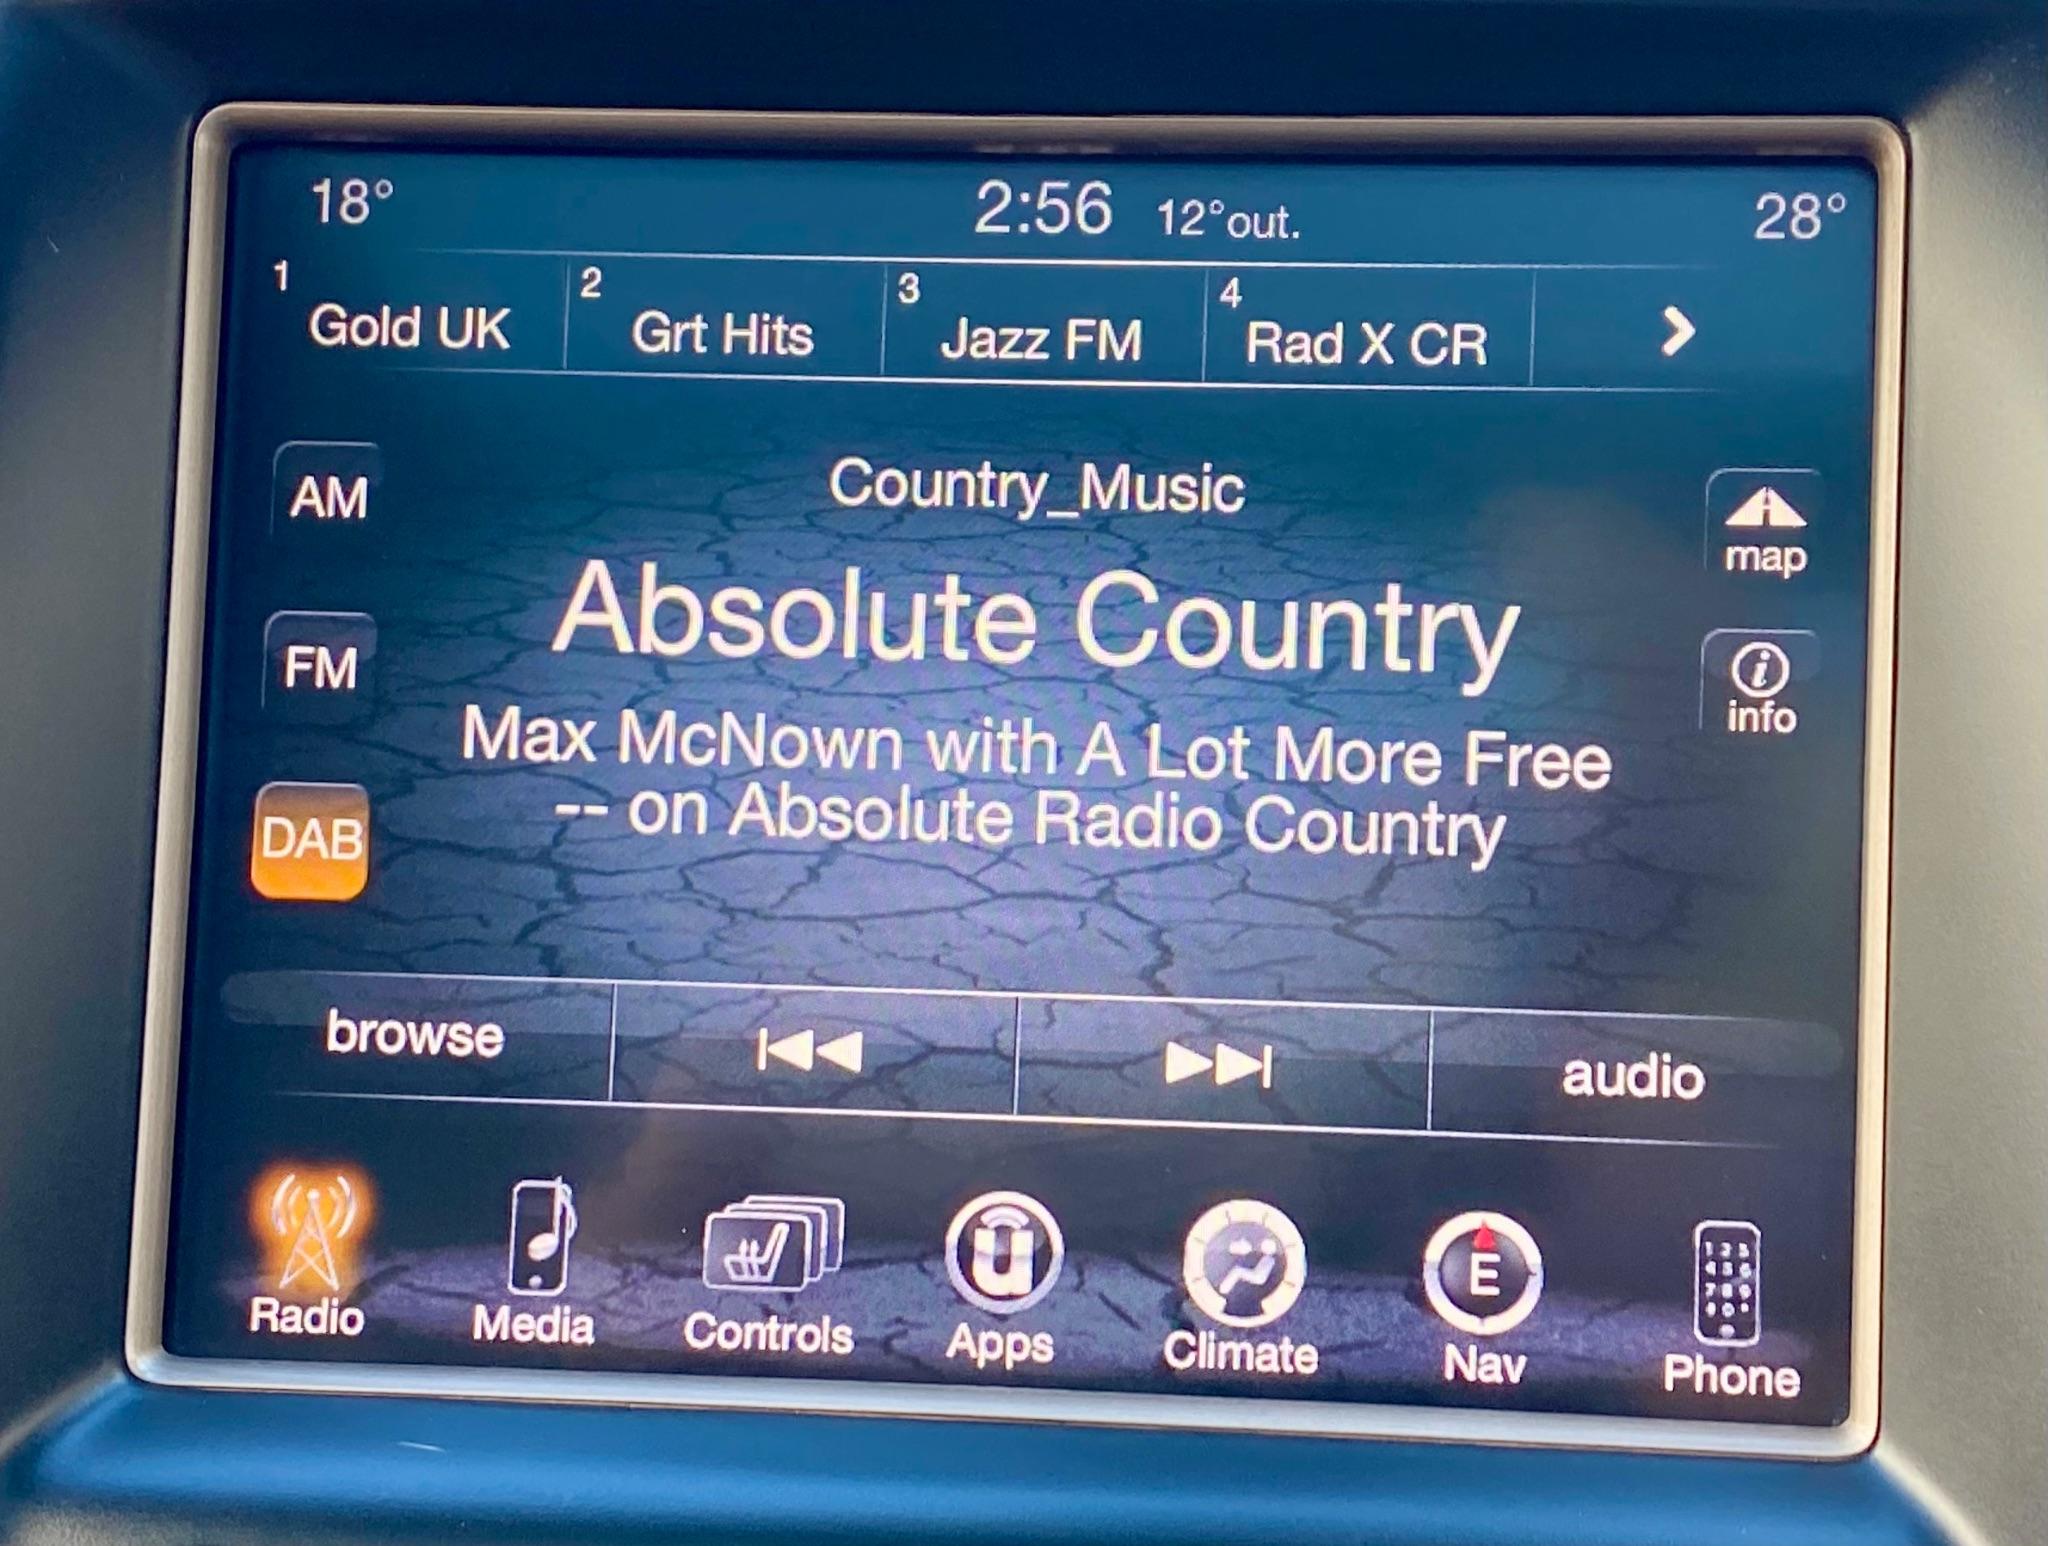 18° 2:56 12°out. 28°
1 2 3 4
Gold UK Grt Hits Jazz FM Rad X CR
Country_Music
AM
map
Absolute Country
FM
info
Max McNown with A Lot More Free
-- on Absolute Radio Country
DAB
browse audio
u E
Radio Media Controls Apps Climate Nav Phone